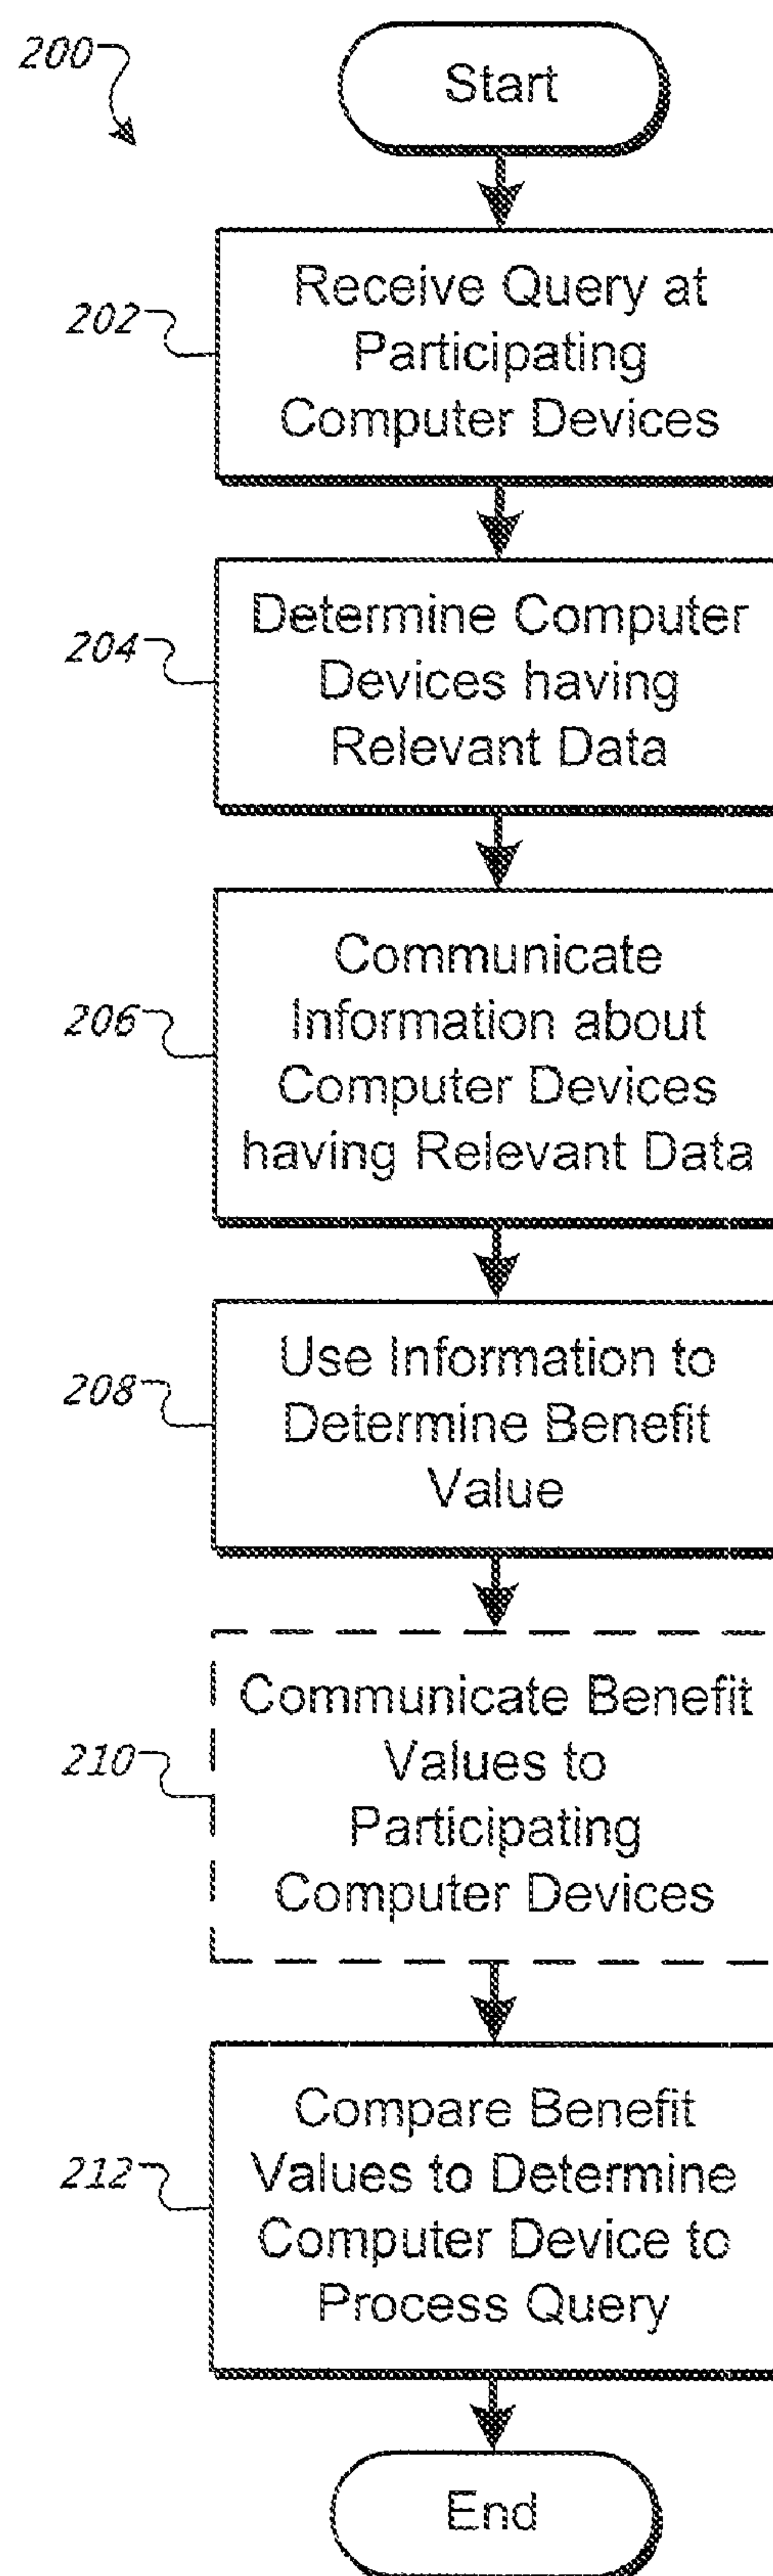 200
Start
202
Receive Query at
Participating
Computer Devices
204
Determine Computer
Devices having
Relevant Data
206
Communicate
Information about
Computer Devices
having Relevant Data
208
Use Information to
Determine Benefit
Value
210
Communicate Benefit
Values to
Participating
Computer Devices
212
Compare Benefit
Values to Determine
Computer Device to
Process Query
End